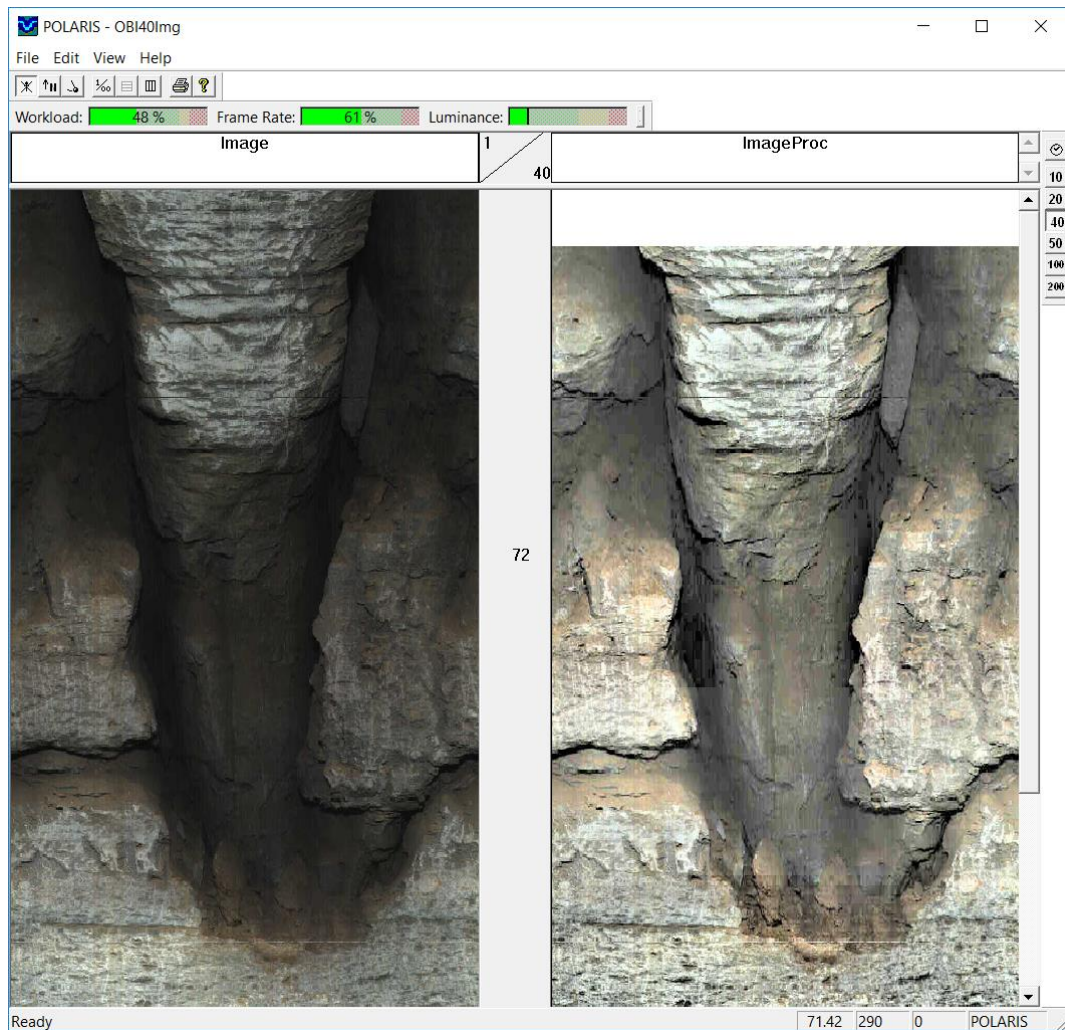 POLARIS - OBI40Img
File Edit View Help
Workload: 48 % Frame Rate: 61 % Luminance:
Image 1 40 ImageProc
10
20
40
50
100
200
72
Ready 71.42 290 0 POLARIS